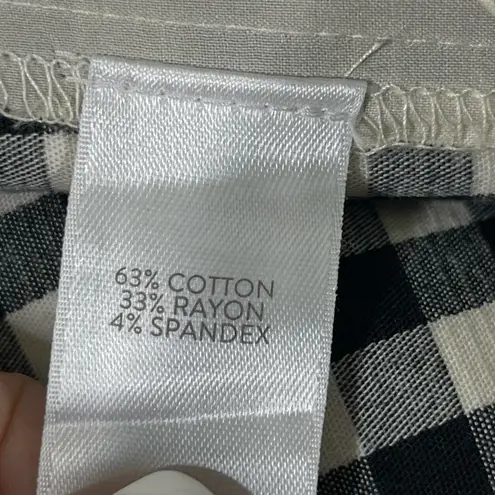 63% COTTON
33% RAYON
4% SPANDEX